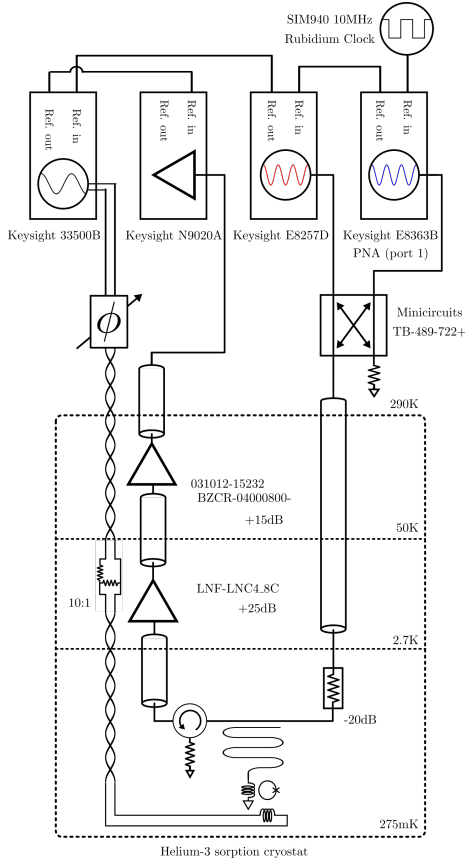 SIM940 10MHz
Rubidium Clock
Ref. out
Ref. in
Ref. out
Ref. in
Ref. out
Ref. in
Ref. out
Ref. in
Keysight 33500B
Keysight N9020A
Keysight E8257D
Keysight E8363B
PNA (port 1)
Minicircuits
TB-489-722+
ϕ
290K
031012-15232
BZCR-04000800-
+15dB
50K
10:1
LNF-LNC4_8C
+25dB
2.7K
-20dB
275mK
Helium-3 sorption cryostat